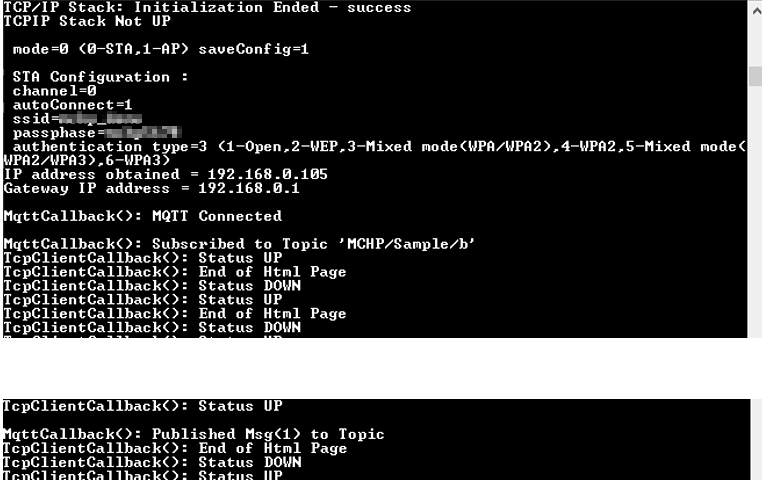 TCP/IP Stack: Initialization Ended - success
TCPIP Stack Not UP
mode=0 (0-STA,1-AP) saveConfig=1
STA Configuration :
channel=0
autoConnect=1
ssid=
passphase=
authentication type=3 (1-Open,2-WEP,3-Mixed mode(WPA/WPA2),4-WPA2,5-Mixed mode(
WPA2/WPA3),6-WPA3)
IP address obtained = 192.168.0.105
Gateway IP address = 192.168.0.1
MqttCallback(): MQTT Connected
MqttCallback(): Subscribed to Topic 'MCHP/Sample/b'
TcpClientCallback(): Status UP
TcpClientCallback(): End of Html Page
TcpClientCallback(): Status DOWN
TcpClientCallback(): Status UP
TcpClientCallback(): End of Html Page
TcpClientCallback(): Status DOWN
TcpClientCallback(): Status UP
MqttCallback(): Published Msg(1) to Topic
TcpClientCallback(): End of Html Page
TcpClientCallback(): Status DOWN
TcpClientCallback(): Status UP